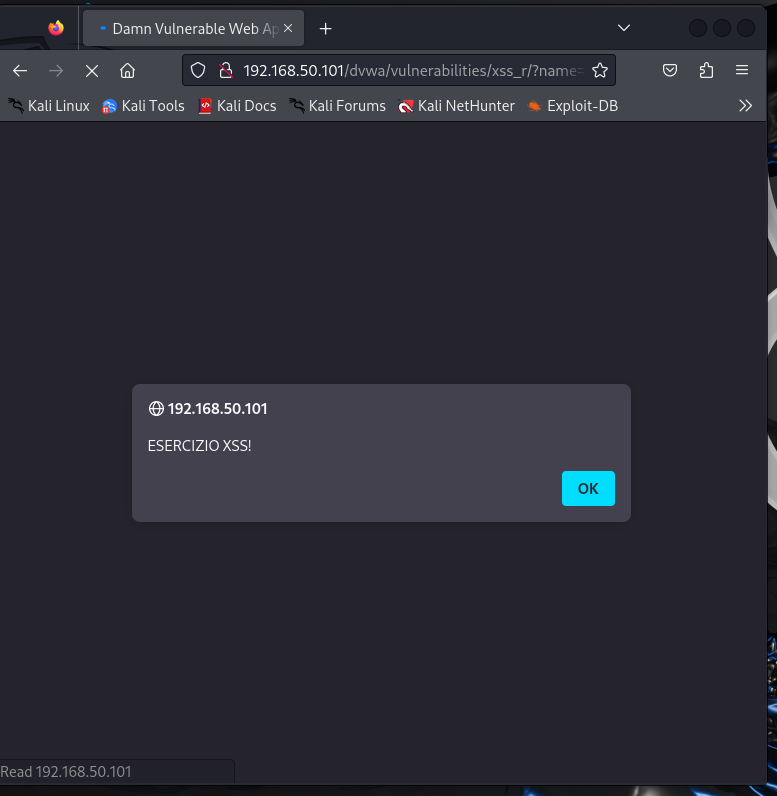 Damn Vulnerable Web Ap
192.168.50.101/dvwa/vulnerabilities/xss_r/?name=
Kali Linux Kali Tools Kali Docs Kali Forums Kali NetHunter Exploit-DB
192.168.50.101
ESERCIZIO XSS!
OK
Read 192.168.50.101